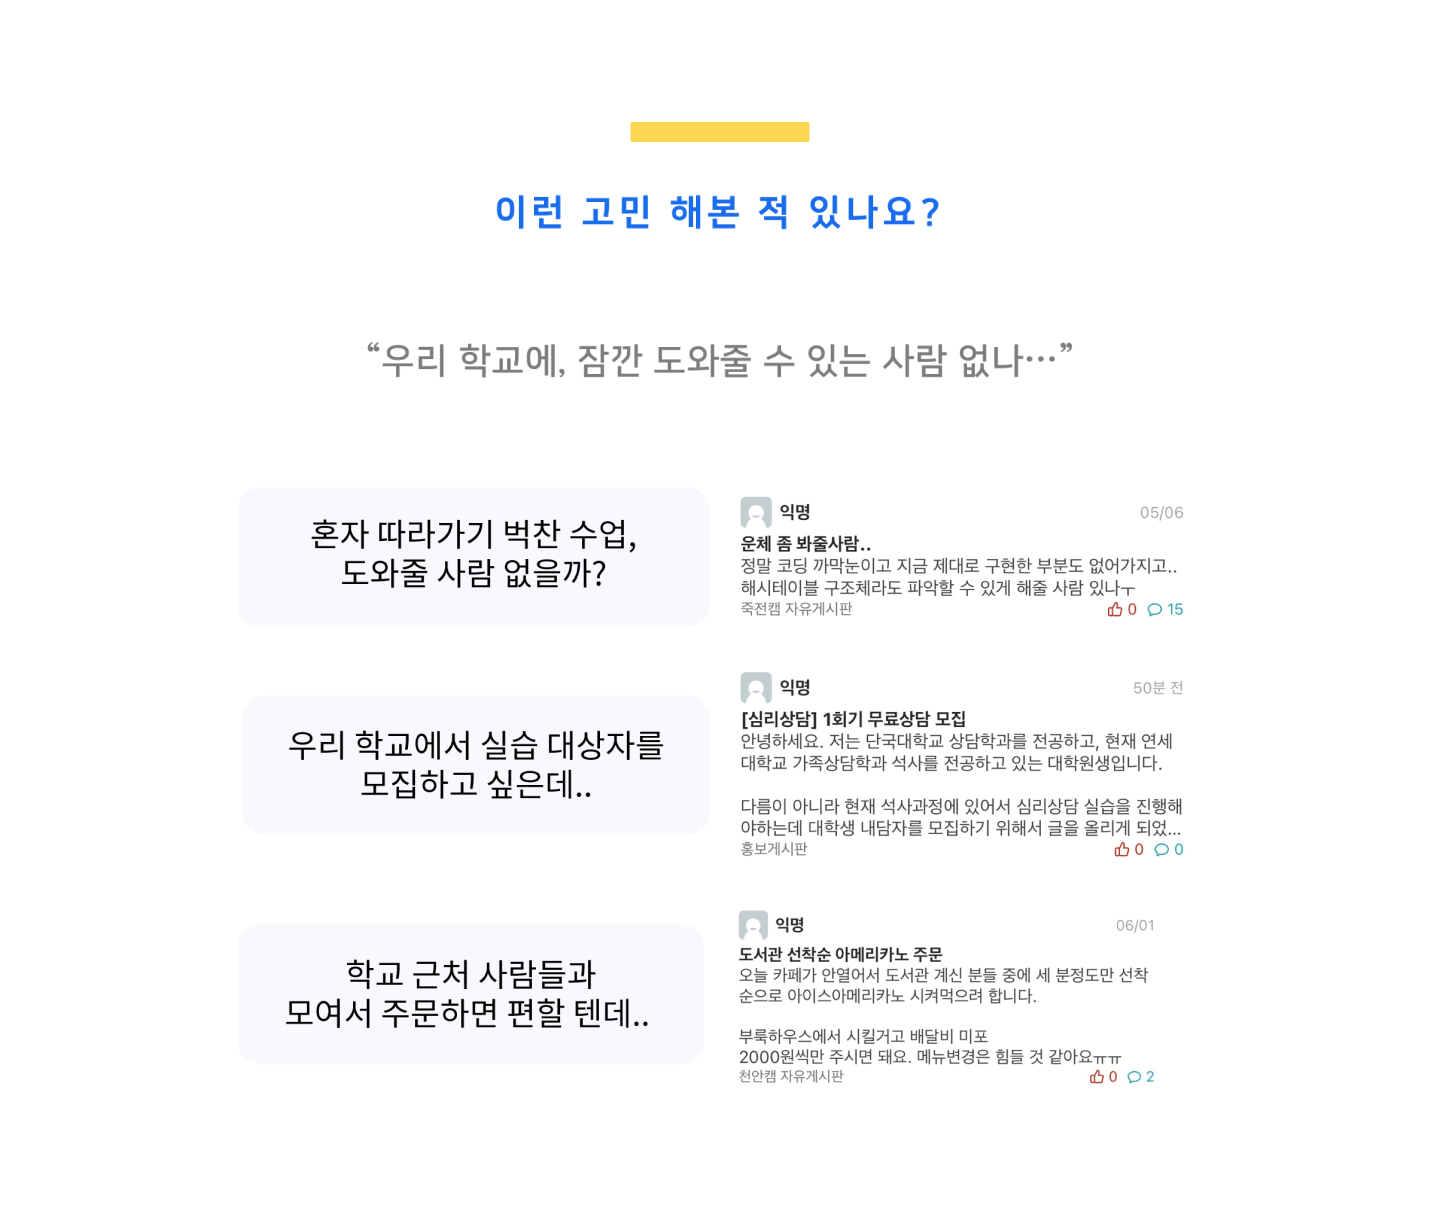 이런 고민 해본 적 있나요?
“우리 학교에, 잠깐 도와줄 수 있는 사람 없나…”
혼자 따라가기 벅찬 수업,
도와줄 사람 없을까?
익명
05/06
운체 좀 봐줄사람..
정말 코딩 까막눈이고 지금 제대로 구현한 부분도 없어가지고..
해시테이블 구조체라도 파악할 수 있게 해줄 사람 있나ㅜ
죽전캠 자유게시판
0
15
우리 학교에서 실습 대상자를
모집하고 싶은데..
익명
50분 전
[심리상담] 1회기 무료상담 모집
안녕하세요. 저는 단국대학교 상담학과를 전공하고, 현재 연세
대학교 가족상담학과 석사를 전공하고 있는 대학원생입니다.
다름이 아니라 현재 석사과정에 있어서 심리상담 실습을 진행해
야하는데 대학생 내담자를 모집하기 위해서 글을 올리게 되었...
홍보게시판
0
0
학교 근처 사람들과
모여서 주문하면 편할 텐데..
익명
06/01
도서관 선착순 아메리카노 주문
오늘 카페가 안열어서 도서관 계신 분들 중에 세 분정도만 선착
순으로 아이스아메리카노 시켜먹으려 합니다.
부룩하우스에서 시킬거고 배달비 미포
2000원씩만 주시면 돼요. 메뉴변경은 힘들 것 같아요ㅠㅠ
천안캠 자유게시판
0
2